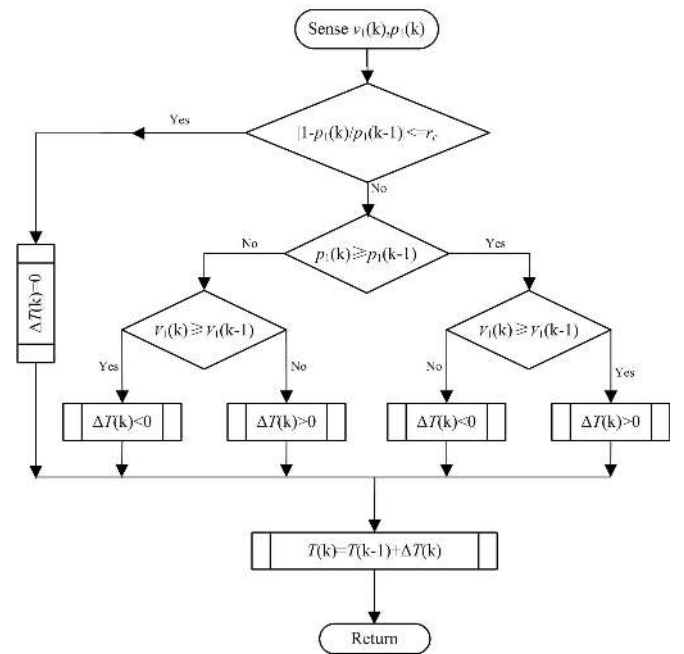 Sense v₁(k),p₁(k)
Yes
|1-p₁(k)/p₁(k-1)<=r꜀
No
No
p₁(k)⩾p₁(k-1)
Yes
ΔT(k)=0
V₁(k)⩾V₁(k-1)
V₁(k)⩾V₁(k-1)
Yes
No
No
Yes
ΔT(k)<0
ΔT(k)>0
ΔT(k)<0
ΔT(k)>0
T(k)=T(k-1)+ΔT(k)
Return